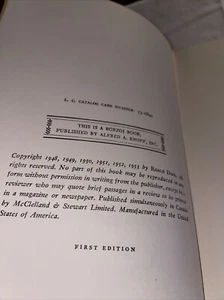 L. C. CATALOG CARD NUMBER:
THIS IS A BORZOI BOOK,
PUBLISHED BY ALFRED A. KNOPF, INC.
Copyright 1948, 1949, 1950, 1951, 1952, 1953 by ROALD DAHL. All
rights reserved. No part of this book may be reproduced in any
form without permission in writing from the publisher, except by a
reviewer who may quote brief passages in a review to be printed
in a magazine or newspaper. Published simultaneously in Canada
by McClelland & Stewart Limited. Manufactured in the United
States of America.
FIRST EDITION